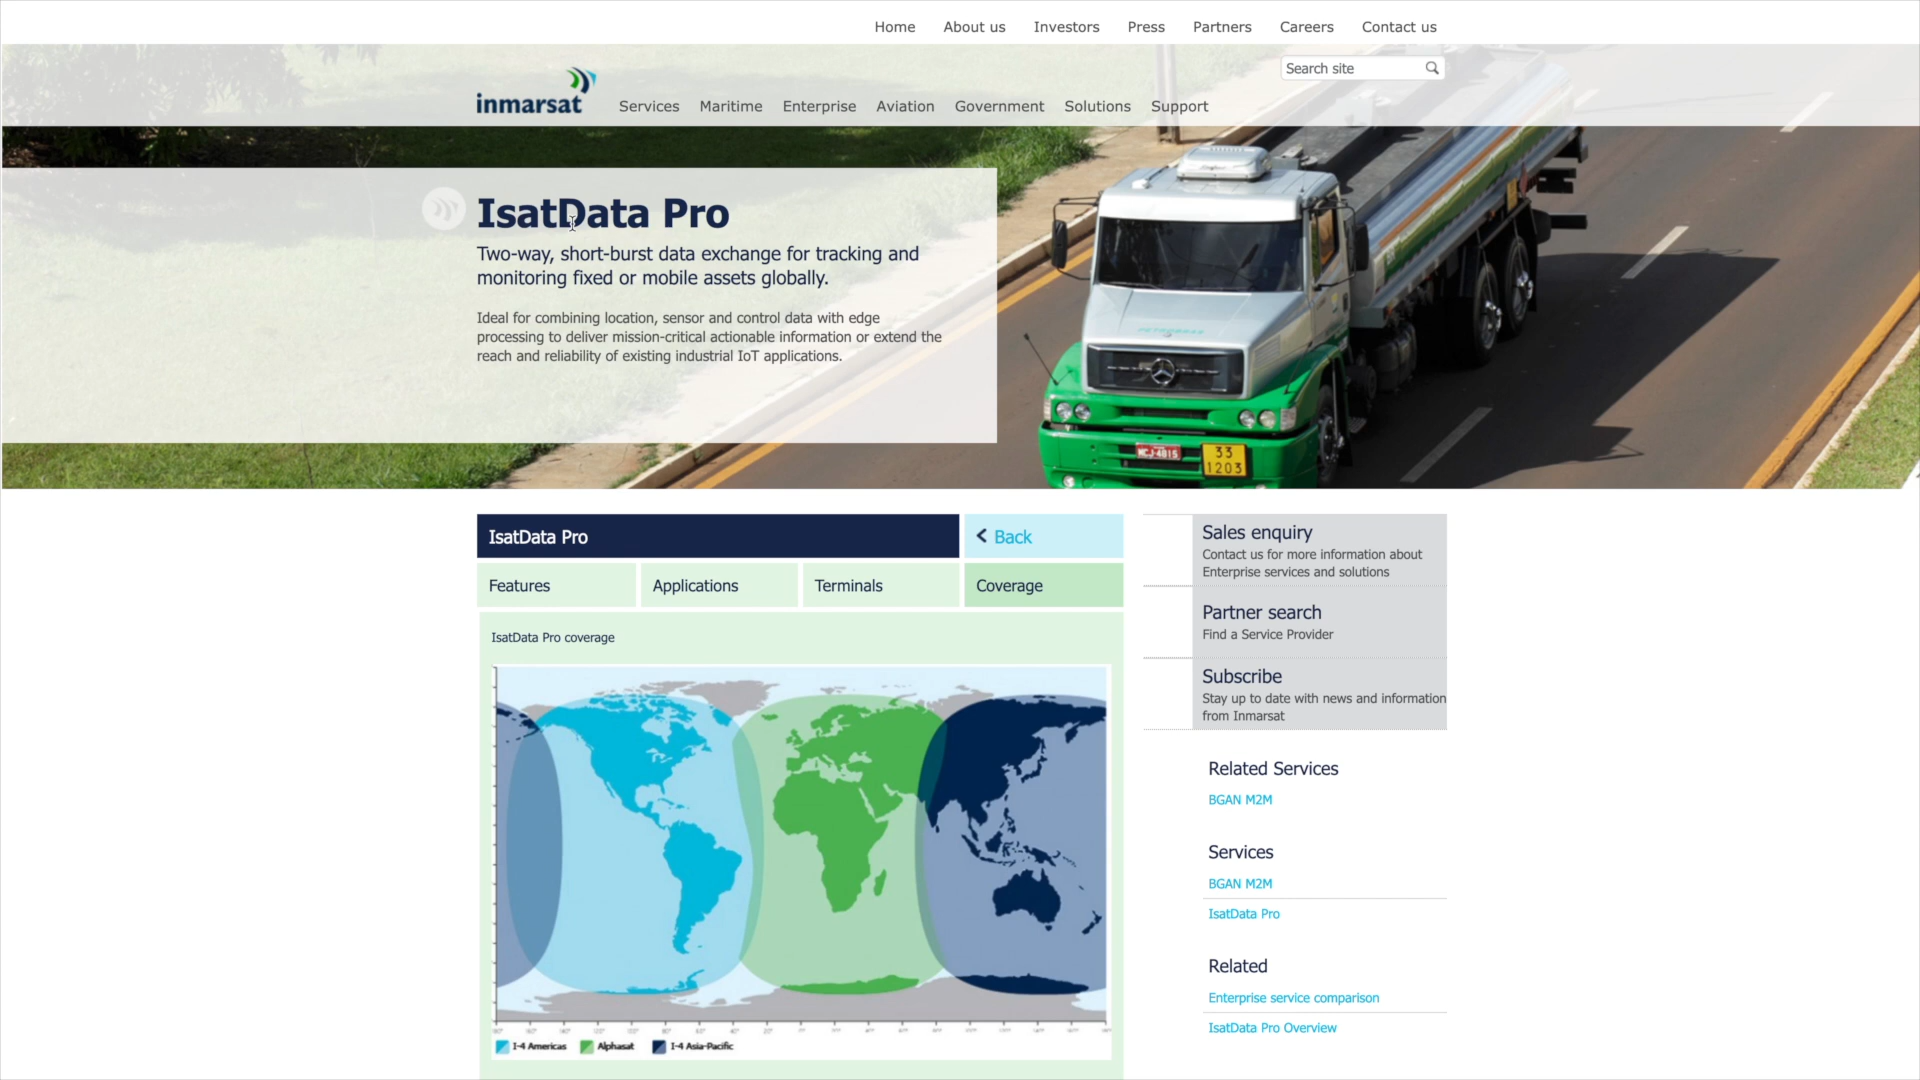 Home About us Investors Press Partners Careers Contact us
Search site
inmarsat Services Maritime Enterprise Aviation Government Solutions Support
IsatData Pro
Two-way, short-burst data exchange for tracking and
monitoring fixed or mobile assets globally.
Ideal for combining location, sensor and control data with edge
processing to deliver mission-critical actionable information or extend the
reach and reliability of existing industrial IoT applications.
33
1203
IsatData Pro
Back
Features Applications Terminals Coverage
IsatData Pro coverage
I-4 Americas Alphasat I-4 Asia-Pacific
Sales enquiry
Contact us for more information about
Enterprise services and solutions
Partner search
Find a Service Provider
Subscribe
Stay up to date with news and information
from Inmarsat
Related Services
BGAN M2M
Services
BGAN M2M
IsatData Pro
Related
Enterprise service comparison
IsatData Pro Overview